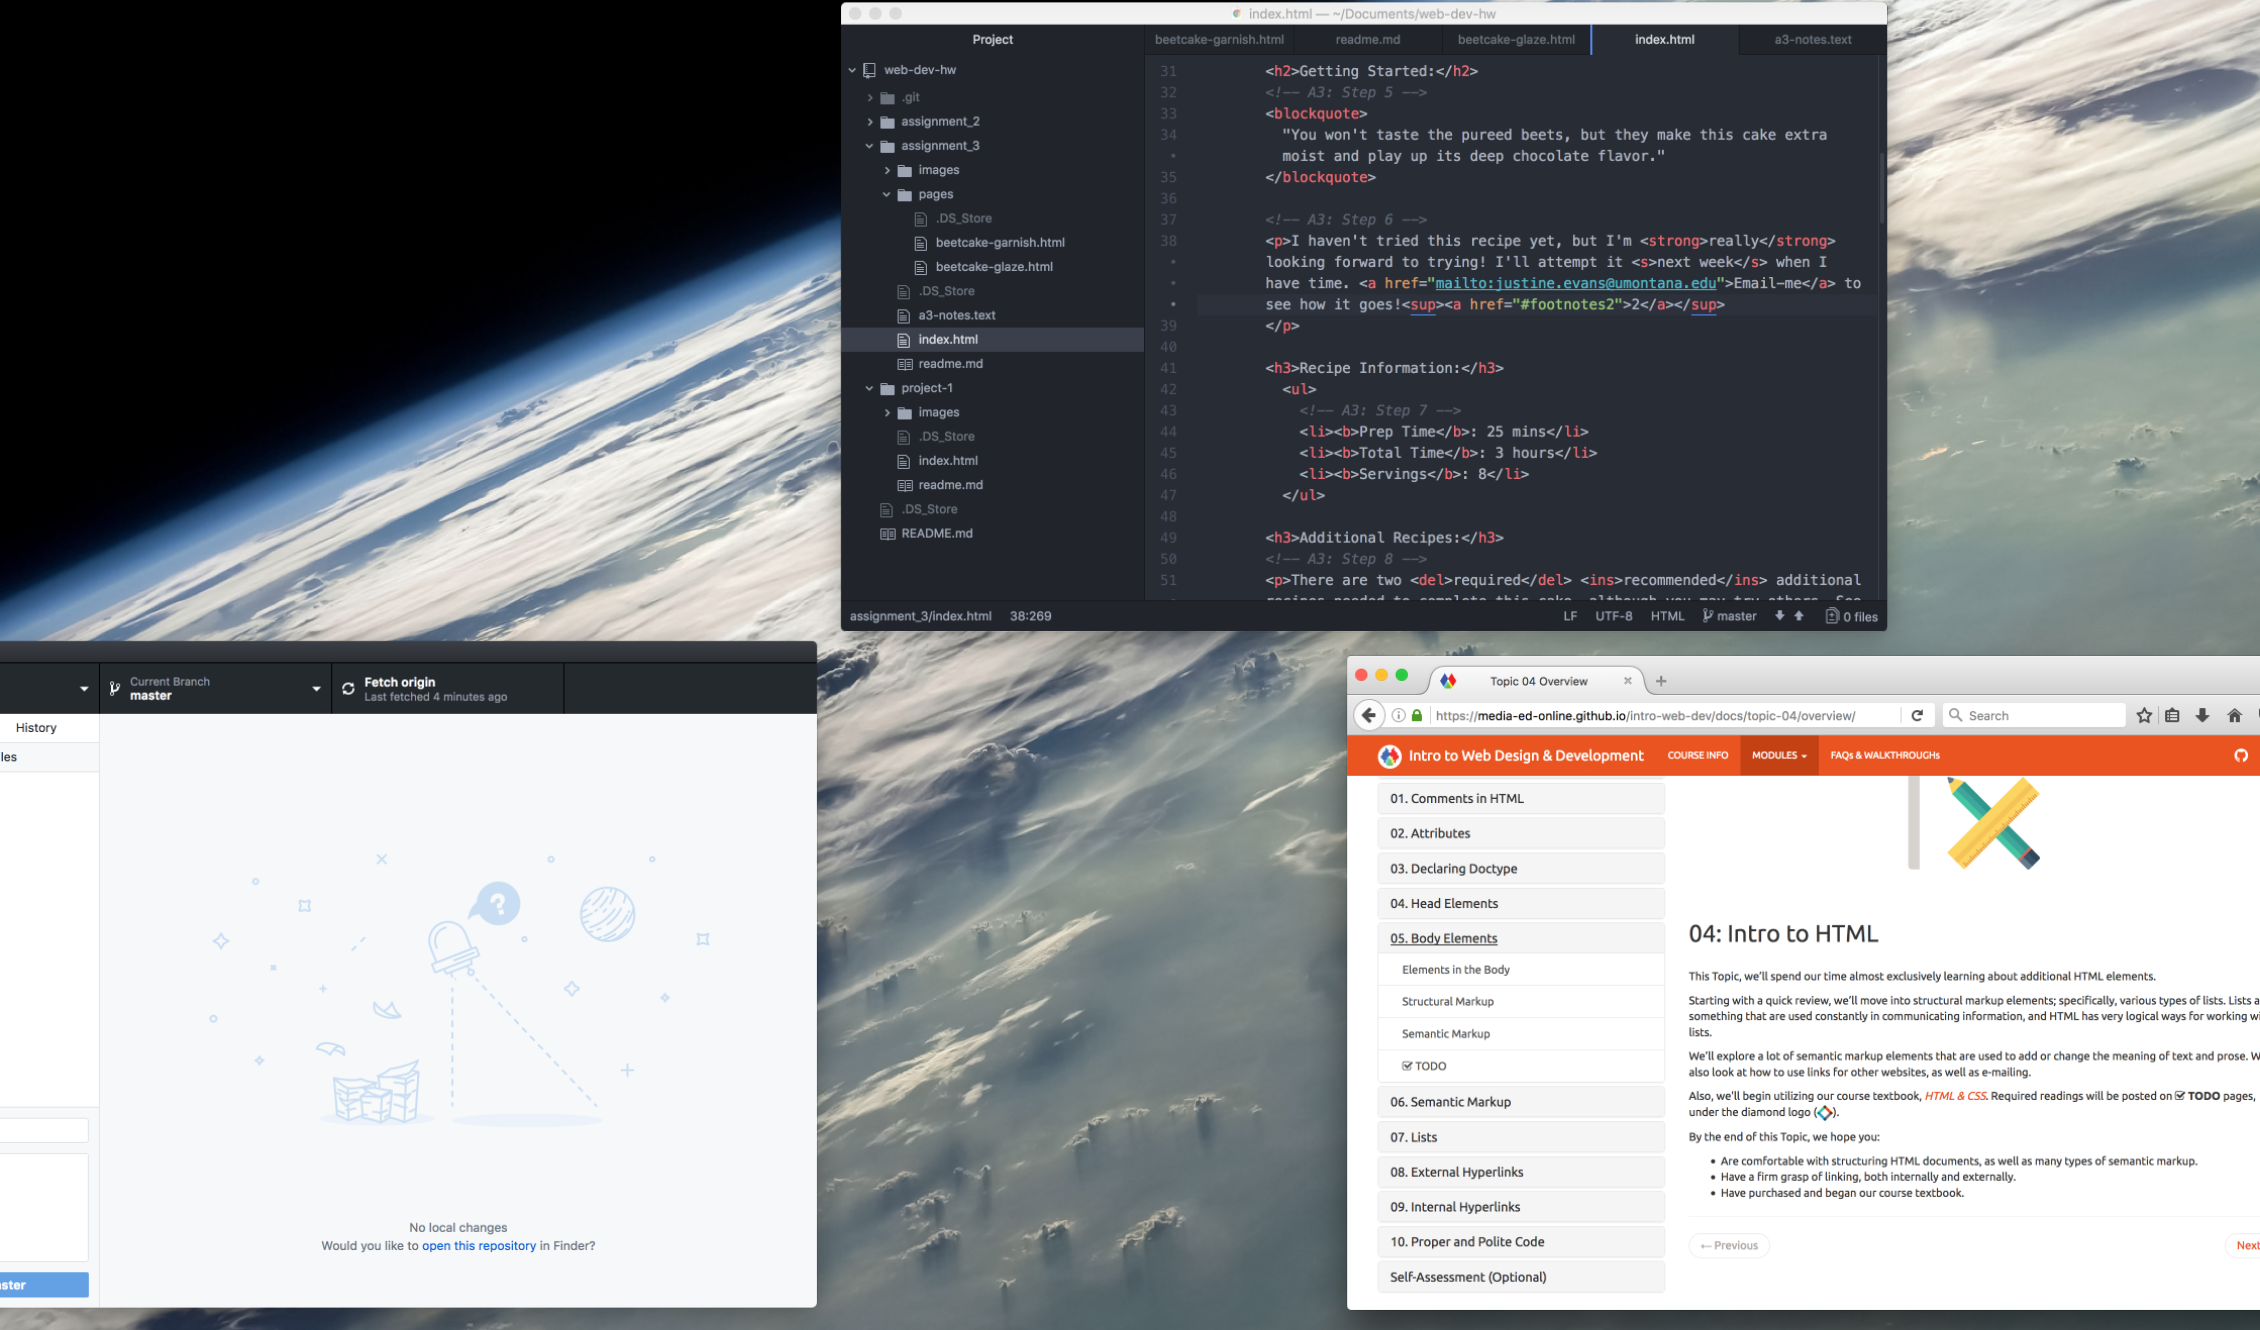 index.html — ~/Documents/web-dev-hw
Project
beetcake-garnish.html
readme.md
beetcake-glaze.html
index.html
a3-notes.text
web-dev-hw
.git
assignment_2
assignment_3
images
pages
.DS_Store
beetcake-garnish.html
beetcake-glaze.html
.DS_Store
a3-notes.text
index.html
readme.md
project-1
images
.DS_Store
index.html
readme.md
.DS_Store
README.md
31 <h2>Getting Started:</h2>
32 <!-- A3: Step 5 -->
33 <blockquote>
34 "You won't taste the pureed beets, but they make this cake extra
• moist and play up its deep chocolate flavor."
35 </blockquote>
36
37 <!-- A3: Step 6 -->
38 <p>I haven't tried this recipe yet, but I'm <strong>really</strong>
• looking forward to trying! I'll attempt it <s>next week</s> when I
• have time. <a href="mailto:justine.evans@umontana.edu">Email-me</a> to
• see how it goes!<sup><a href="#footnotes2">2</a></sup>
39 </p>
40
41 <h3>Recipe Information:</h3>
42 <ul>
43 <!-- A3: Step 7 -->
44 <li><b>Prep Time</b>: 25 mins</li>
45 <li><b>Total Time</b>: 3 hours</li>
46 <li><b>Servings</b>: 8</li>
47 </ul>
48
49 <h3>Additional Recipes:</h3>
50 <!-- A3: Step 8 -->
51 <p>There are two <del>required</del> <ins>recommended</ins> additional
• recipes needed to complete this cake, although you may try others. See
assignment_3/index.html 38:269
LF UTF-8 HTML master 0 files
Current Branch
master
Fetch origin
Last fetched 4 minutes ago
History
les
?
No local changes
Would you like to open this repository in Finder?
ster
Topic 04 Overview
https://media-ed-online.github.io/intro-web-dev/docs/topic-04/overview/
Search
Intro to Web Design & Development
COURSE INFO
MODULES
FAQs & WALKTHROUGHs
01. Comments in HTML
02. Attributes
03. Declaring Doctype
04. Head Elements
05. Body Elements
Elements in the Body
Structural Markup
Semantic Markup
TODO
06. Semantic Markup
07. Lists
08. External Hyperlinks
09. Internal Hyperlinks
10. Proper and Polite Code
Self-Assessment (Optional)
04: Intro to HTML
This Topic, we'll spend our time almost exclusively learning about additional HTML elements.
Starting with a quick review, we'll move into structural markup elements; specifically, various types of lists. Lists a
something that are used constantly in communicating information, and HTML has very logical ways for working wi
lists.
We'll explore a lot of semantic markup elements that are used to add or change the meaning of text and prose. W
also look at how to use links for other websites, as well as e-mailing.
Also, we'll begin utilizing our course textbook, HTML & CSS. Required readings will be posted on TODO pages,
under the diamond logo ( ).
By the end of this Topic, we hope you:
• Are comfortable with structuring HTML documents, as well as many types of semantic markup.
• Have a firm grasp of linking, both internally and externally.
• Have purchased and began our course textbook.
← Previous
Next